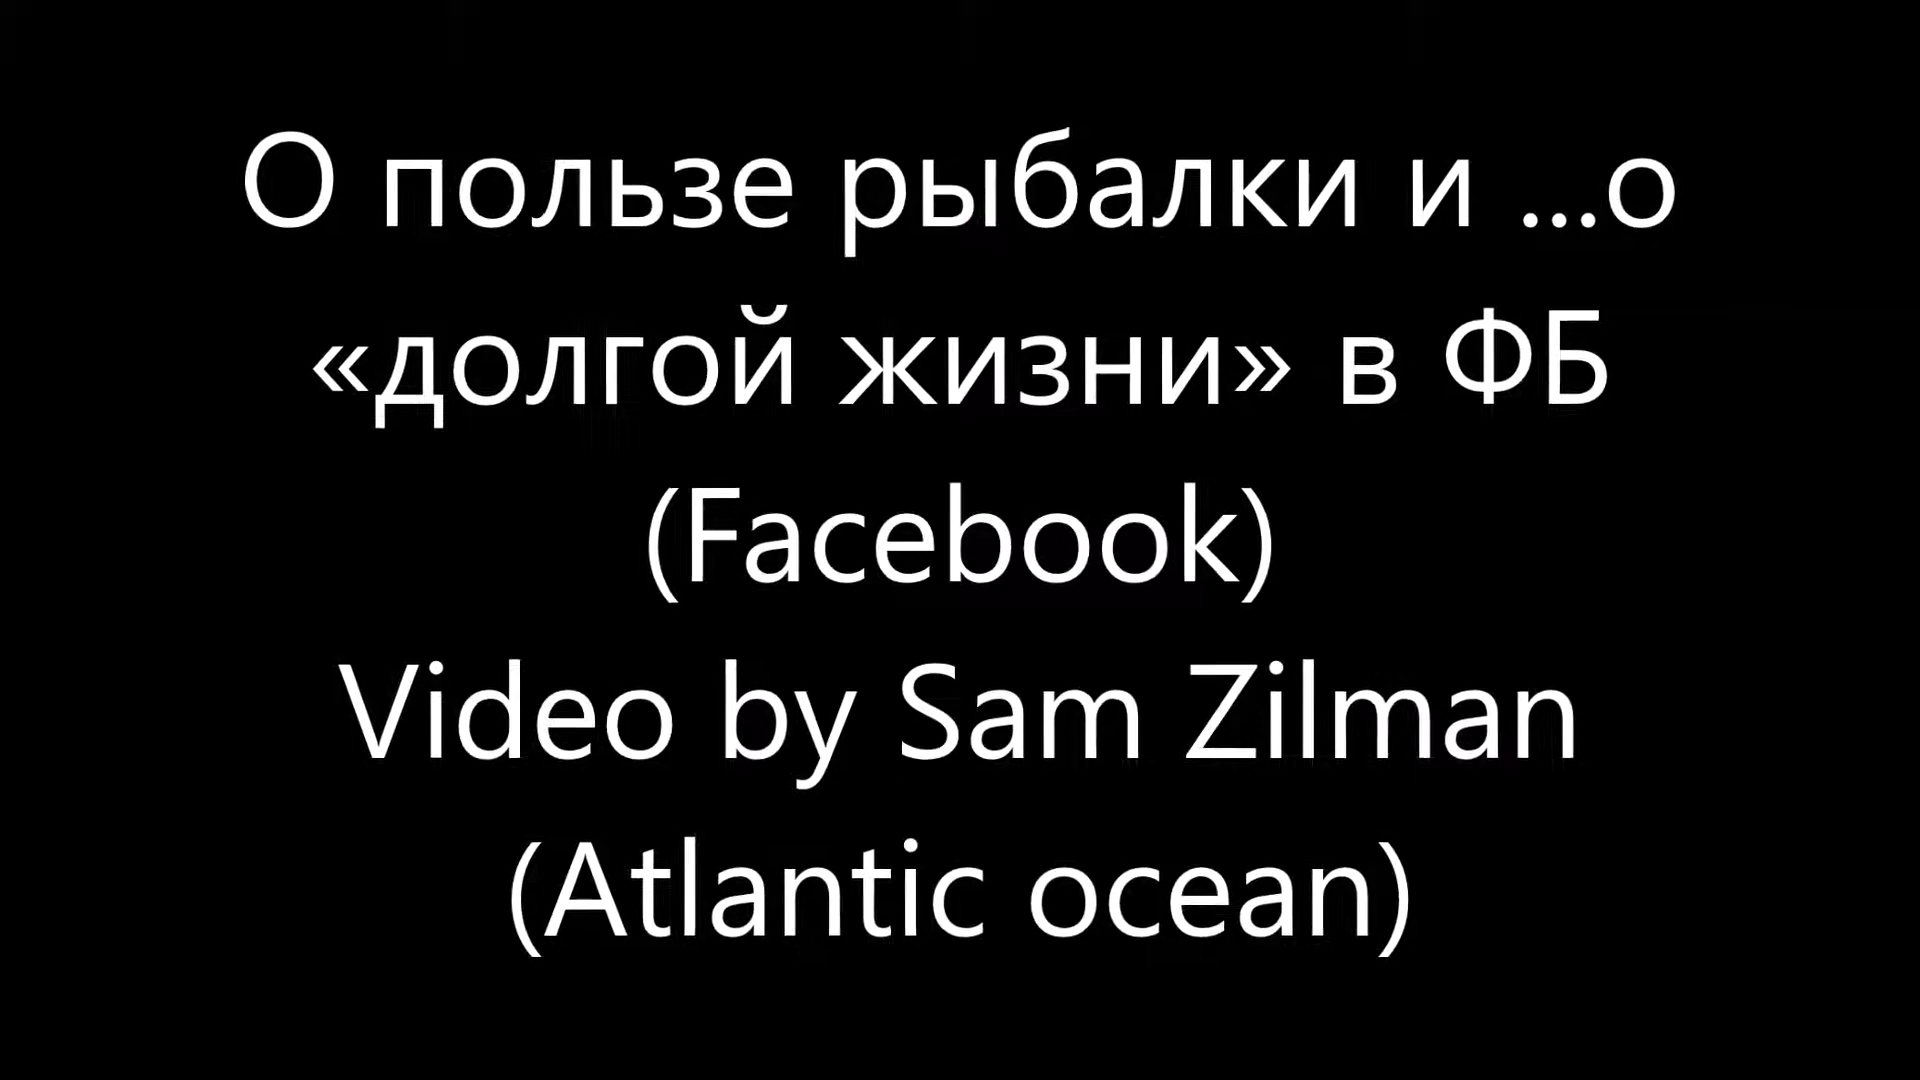 О пользе рыбалки и ...о
«долгой жизни» в ФБ
(Facebook)
Video by Sam Zilman
(Atlantic ocean)